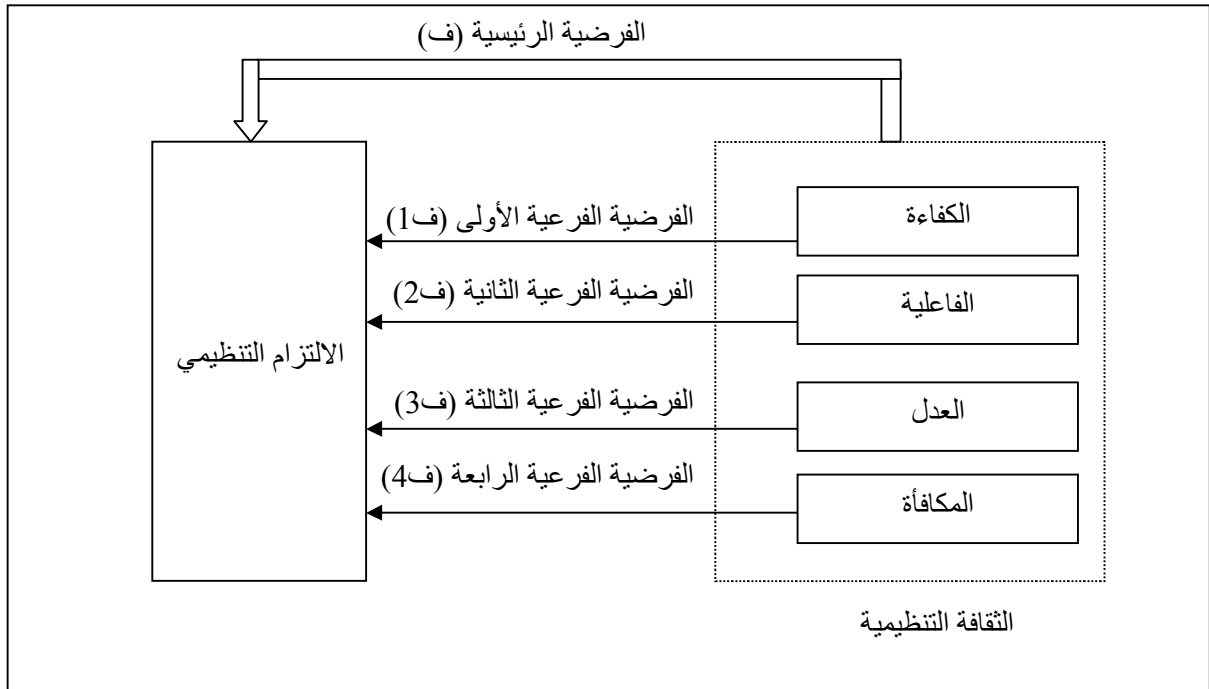 الفرضية الرئيسية (ف)
الكفاءة
الفرضية الفرعية الأولى (ف1)
الفاعلية
الفرضية الفرعية الثانية (ف2)
الالتزام التنظيمي
العدل
الفرضية الفرعية الثالثة (ف3)
المكافأة
الفرضية الفرعية الرابعة (ف4)
الثقافة التنظيمية